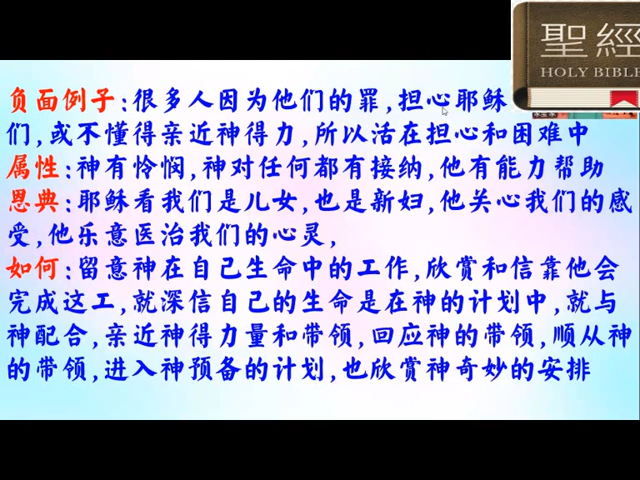 聖經
HOLY BIBLE
负面例子:很多人因为他们的罪,担心耶稣
们,或不懂得亲近神得力,所以活在担心和困难中
属性:神有怜悯,神对任何都有接纳,他有能力帮助
恩典:耶稣看我们是儿女,也是新妇,他关心我们的感
受,他乐意医治我们的心灵,
如何:留意神在自己生命中的工作,欣赏和信靠他会
完成这工,就深信自己的生命是在神的计划中,就与
神配合,亲近神得力量和带领,回应神的带领,顺从神
的带领,进入神预备的计划,也欣赏神奇妙的安排